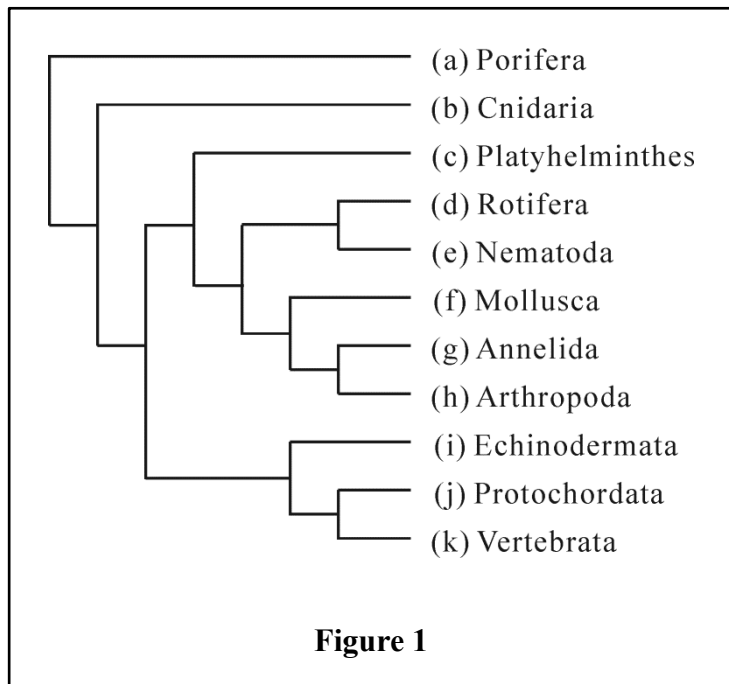 (a) Porifera
(b) Cnidaria
(c) Platyhelminthes
(d) Rotifera
(e) Nematoda
(f) Mollusca
(g) Annelida
(h) Arthropoda
(i) Echinodermata
(j) Protochordata
(k) Vertebrata
Figure 1